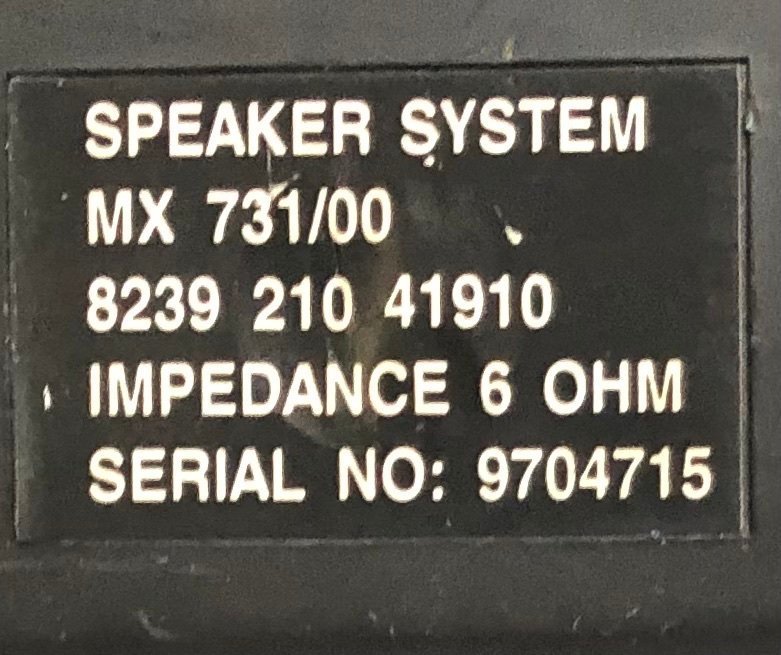 SPEAKER SYSTEM
MX 731/00
8239 210 41910
IMPEDANCE 6 OHM
SERIAL NO: 9704715